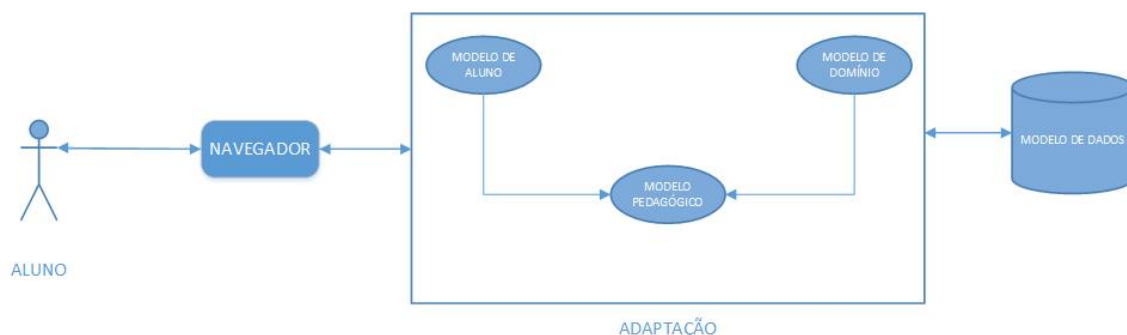 MODELO DE
ALUNO
MODELO DE
DOMÍNIO
NAVEGADOR
MODELO DE DADOS
MODELO
PEDAGÓGICO
ALUNO
ADAPTAÇÃO